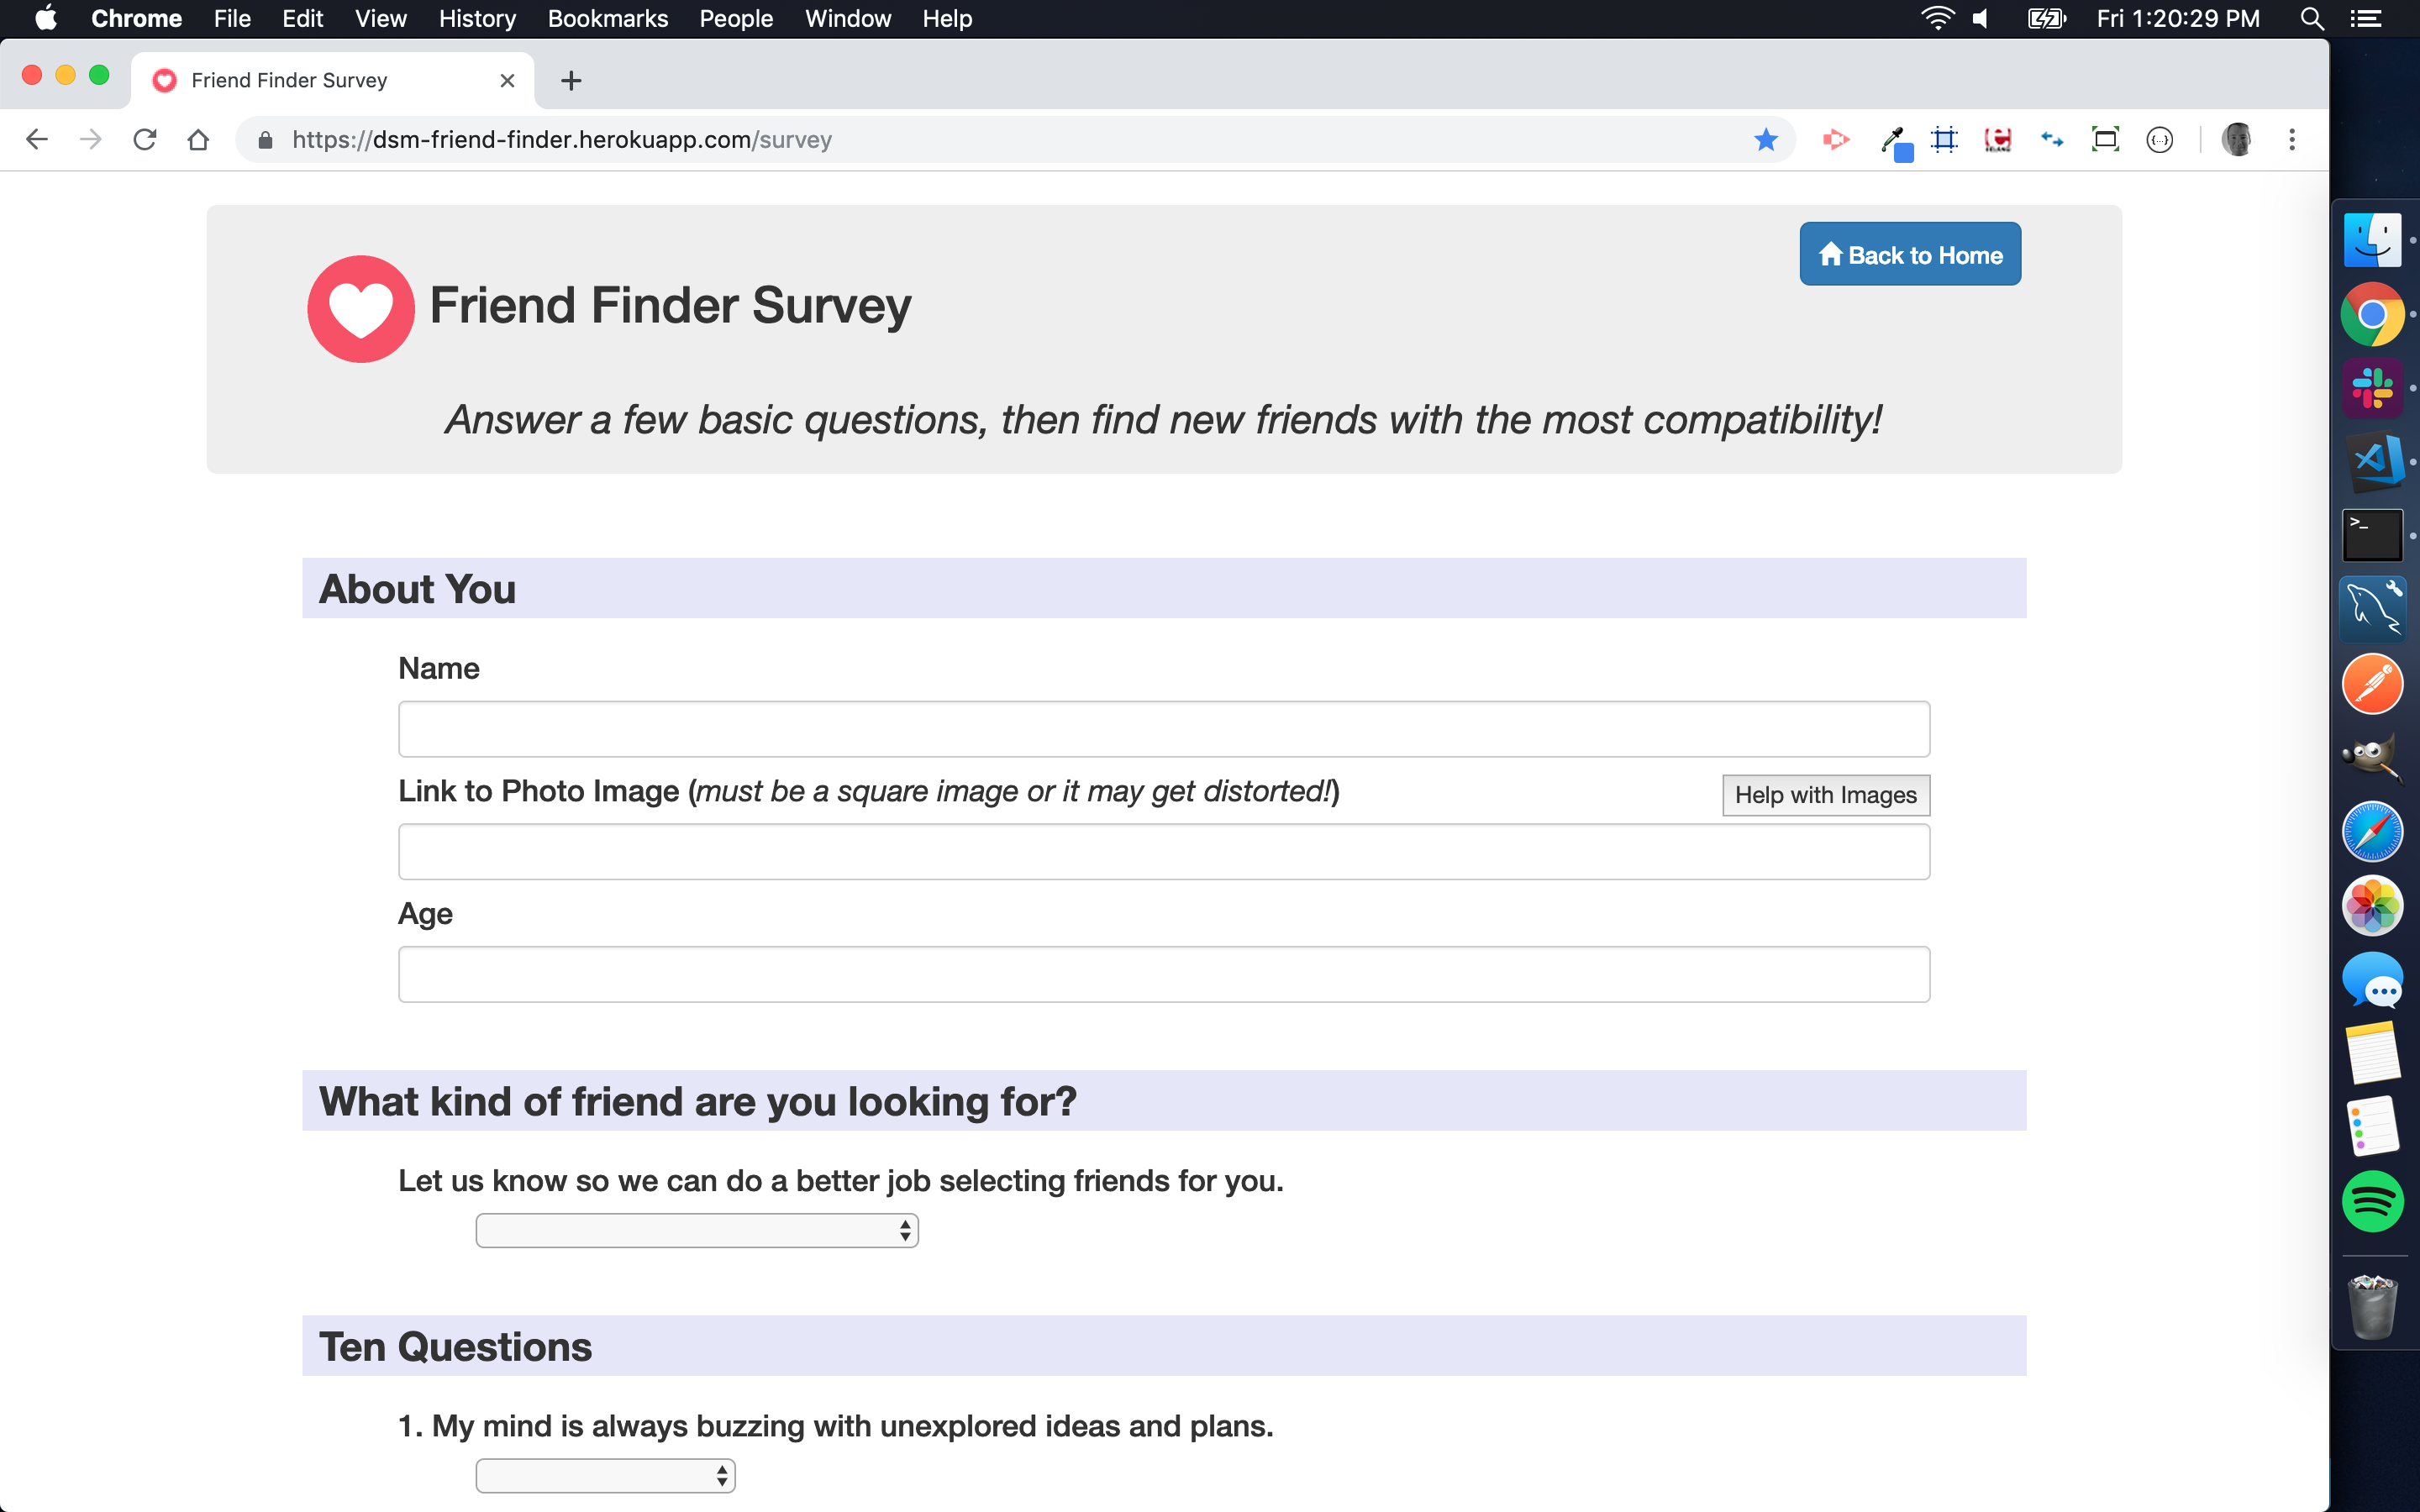 Chrome File Edit View History Bookmarks People Window Help Fri 1:20:29 PM
Friend Finder Survey
https://dsm-friend-finder.herokuapp.com/survey
Back to Home
Friend Finder Survey
Answer a few basic questions, then find new friends with the most compatibility!
About You
Name
Link to Photo Image (must be a square image or it may get distorted!) Help with Images
Age
What kind of friend are you looking for?
Let us know so we can do a better job selecting friends for you.
Ten Questions
1. My mind is always buzzing with unexplored ideas and plans.